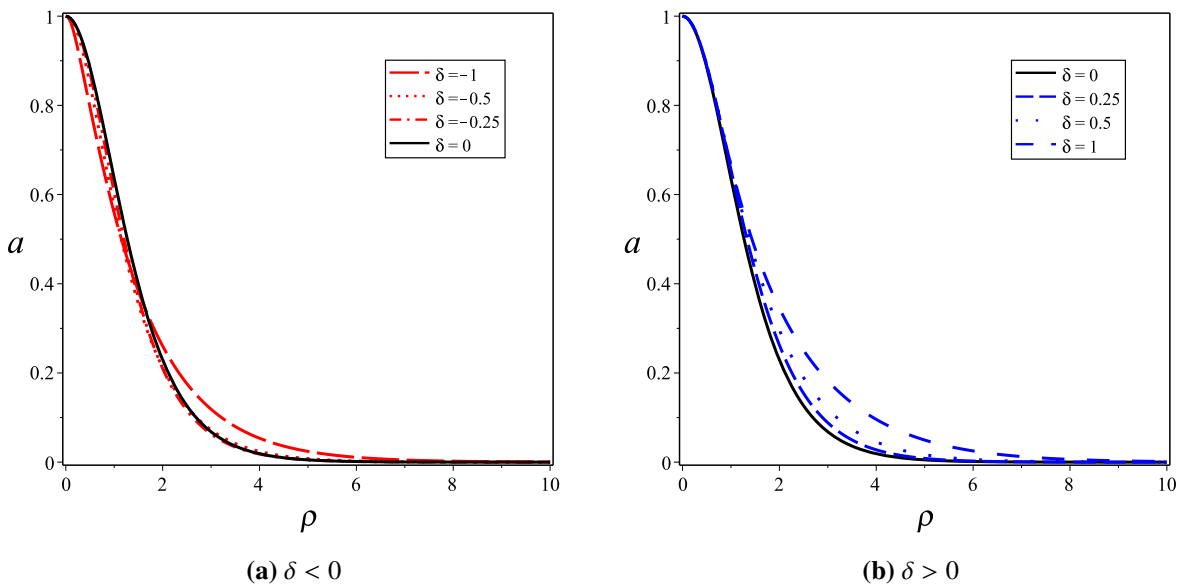 1
0.8
0.6
a
0.4
0.2
0
0 2 4 6 8 10
ρ
δ = −1
δ = −0.5
δ = −0.25
δ = 0
(a) δ < 0
1
0.8
0.6
a
0.4
0.2
0
0 2 4 6 8 10
ρ
δ = 0
δ = 0.25
δ = 0.5
δ = 1
(b) δ > 0